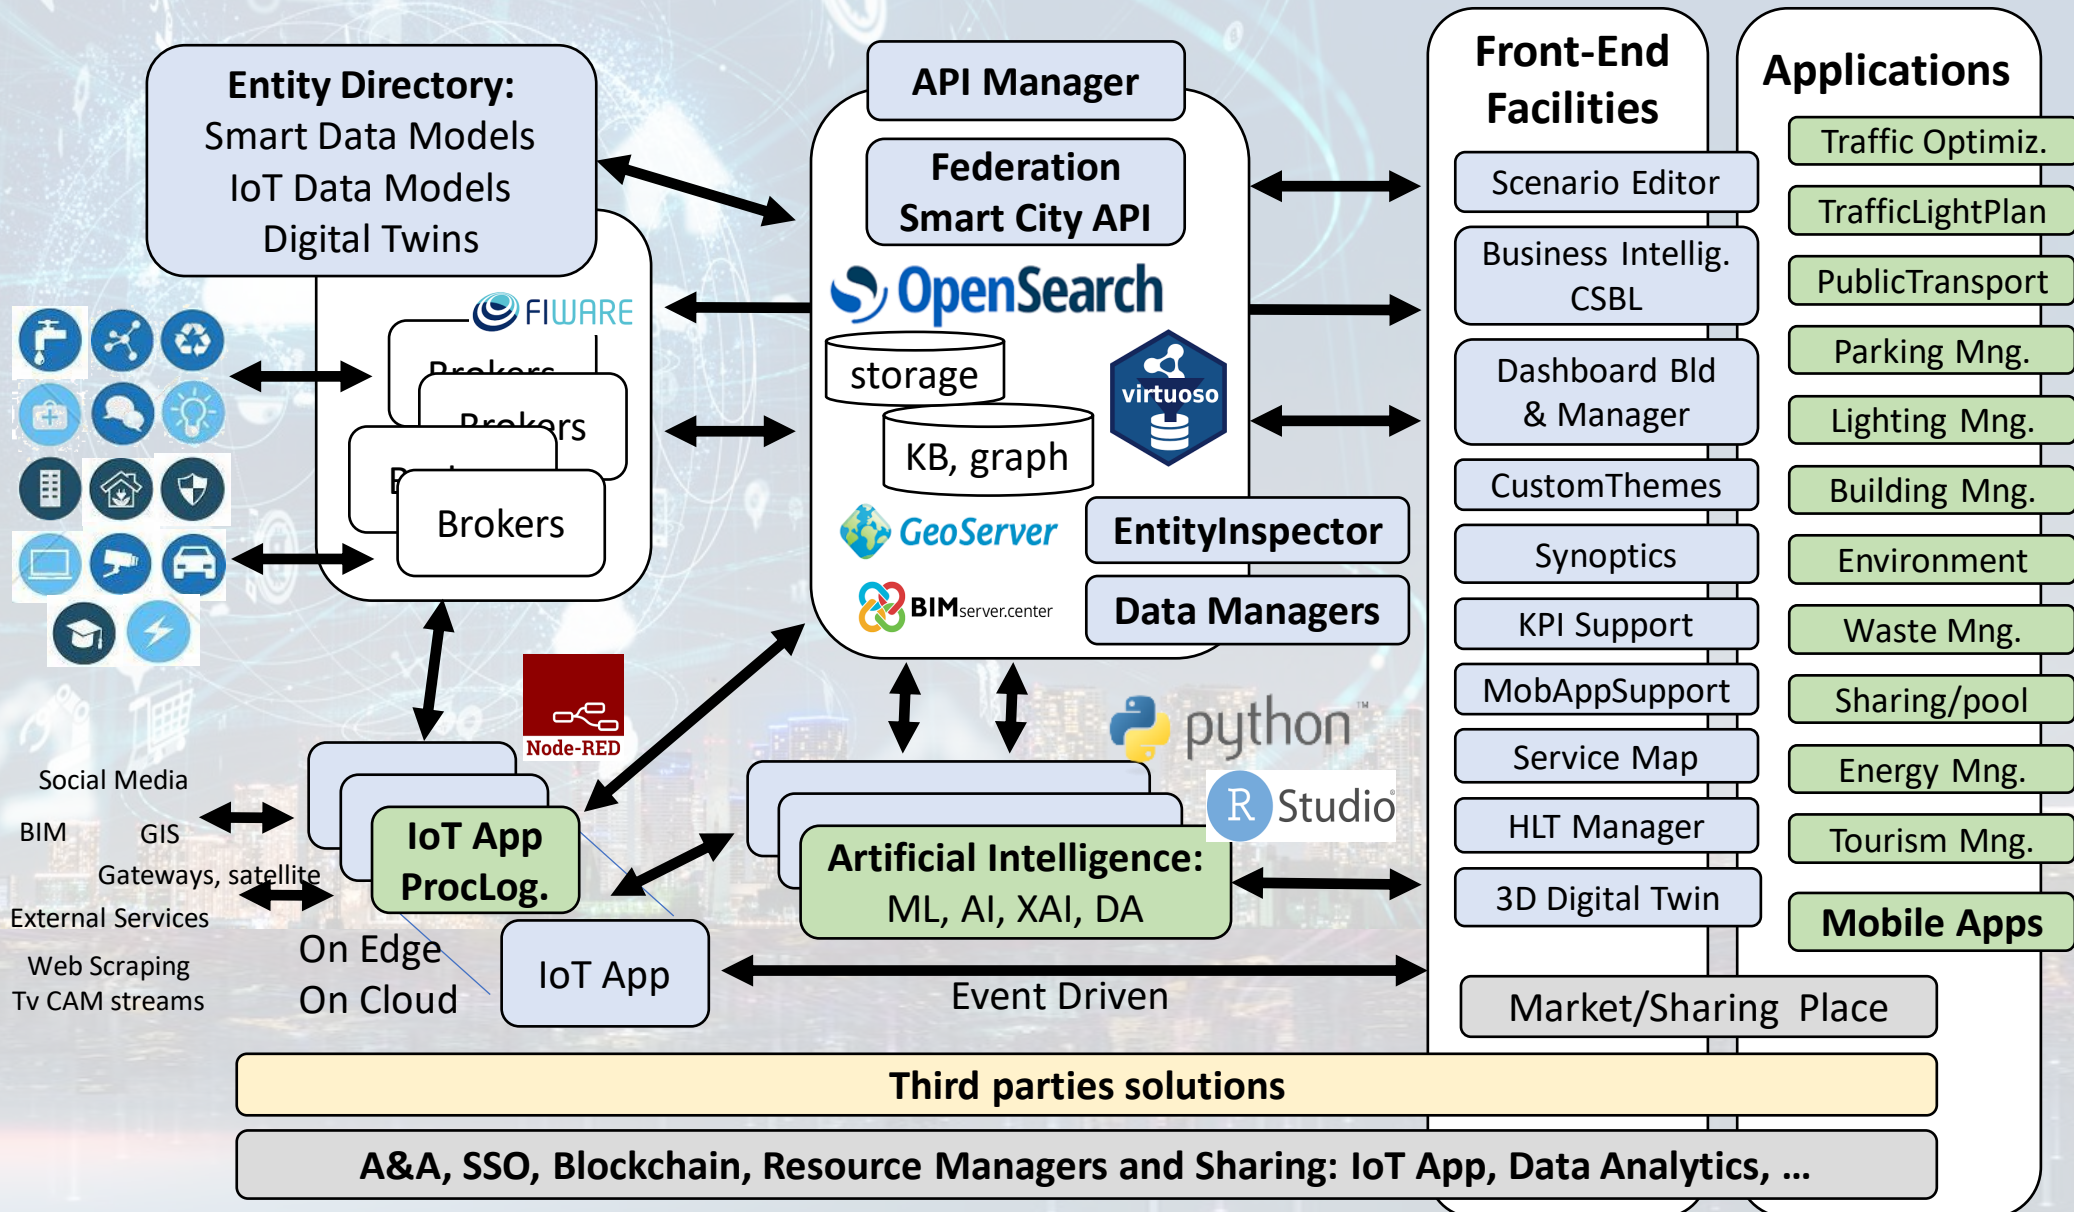 Entity Directory:
Smart Data Models
IoT Data Models
Digital Twins
FIWARE
Brokers
Brokers
Brokers
API Manager
Federation
Smart City API
OpenSearch
storage
virtuoso
KB, graph
GeoServer
EntityInspector
BIMserver.center
Data Managers
Node-RED
python™
R Studio®
Social Media
BIM
GIS
Gateways, satellite
External Services
Web Scraping
Tv CAM streams
IoT App
ProcLog.
On Edge
On Cloud
IoT App
Artificial Intelligence:
ML, AI, XAI, DA
Event Driven
Front-End
Facilities
Scenario Editor
Business Intellig.
CSBL
Dashboard Bld
& Manager
CustomThemes
Synoptics
KPI Support
MobAppSupport
Service Map
HLT Manager
3D Digital Twin
Applications
Traffic Optimiz.
TrafficLightPlan
PublicTransport
Parking Mng.
Lighting Mng.
Building Mng.
Environment
Waste Mng.
Sharing/pool
Energy Mng.
Tourism Mng.
Mobile Apps
Market/Sharing Place
Third parties solutions
A&A, SSO, Blockchain, Resource Managers and Sharing: IoT App, Data Analytics, ...